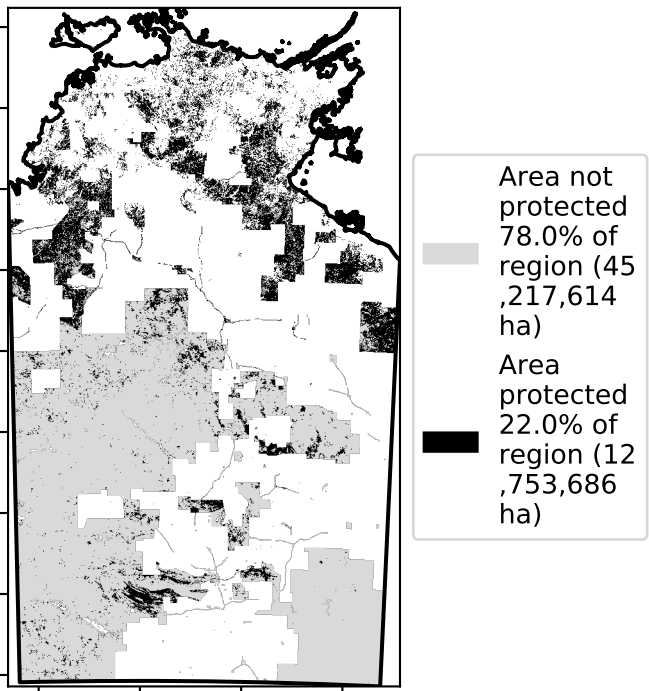 Area not
protected
78.0% of
region (45
,217,614
ha)
Area
protected
22.0% of
region (12
,753,686
ha)